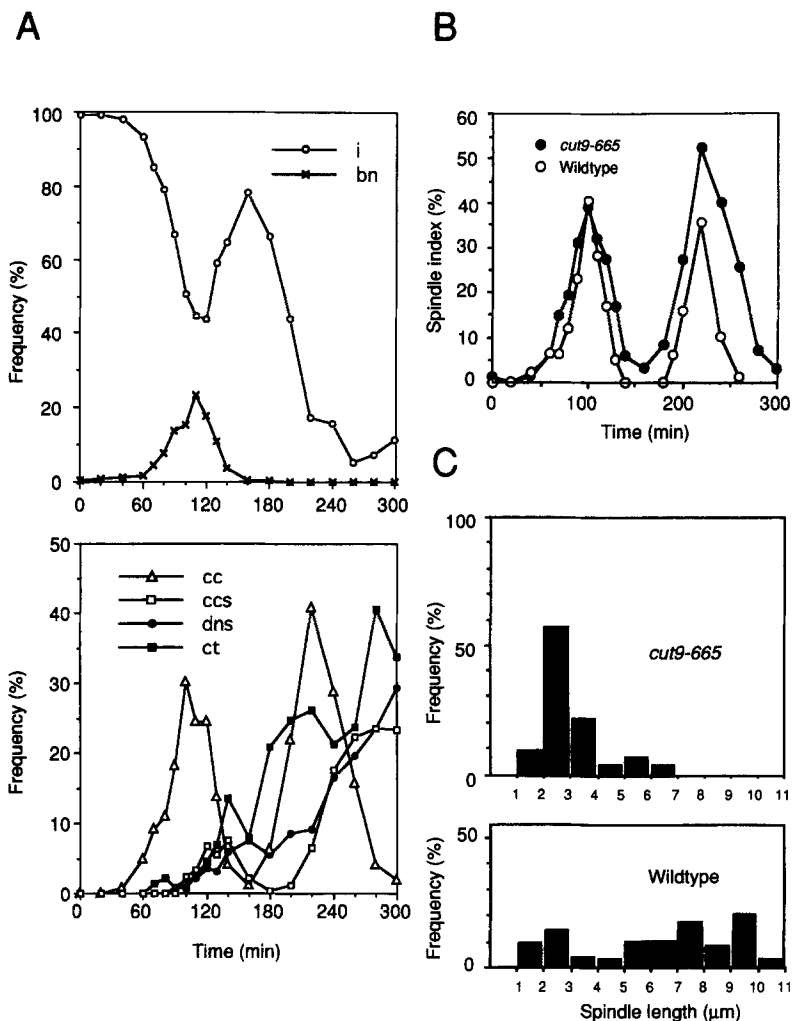 A
100
80
60
40
20
0
Frequency (%)
i
bn
0 60 120 180 240 300
50
40
30
20
10
0
Frequency (%)
cc
ccs
dns
ct
0 60 120 180 240 300
Time (min)
B
60
50
40
30
20
10
0
Spindle index (%)
cut9-665
Wildtype
0 100 200 300
Time (min)
C
100
50
0
Frequency (%)
cut9-665
1 2 3 4 5 6 7 8 9 10 11
50
0
Frequency (%)
Wildtype
1 2 3 4 5 6 7 8 9 10 11
Spindle length (μm)